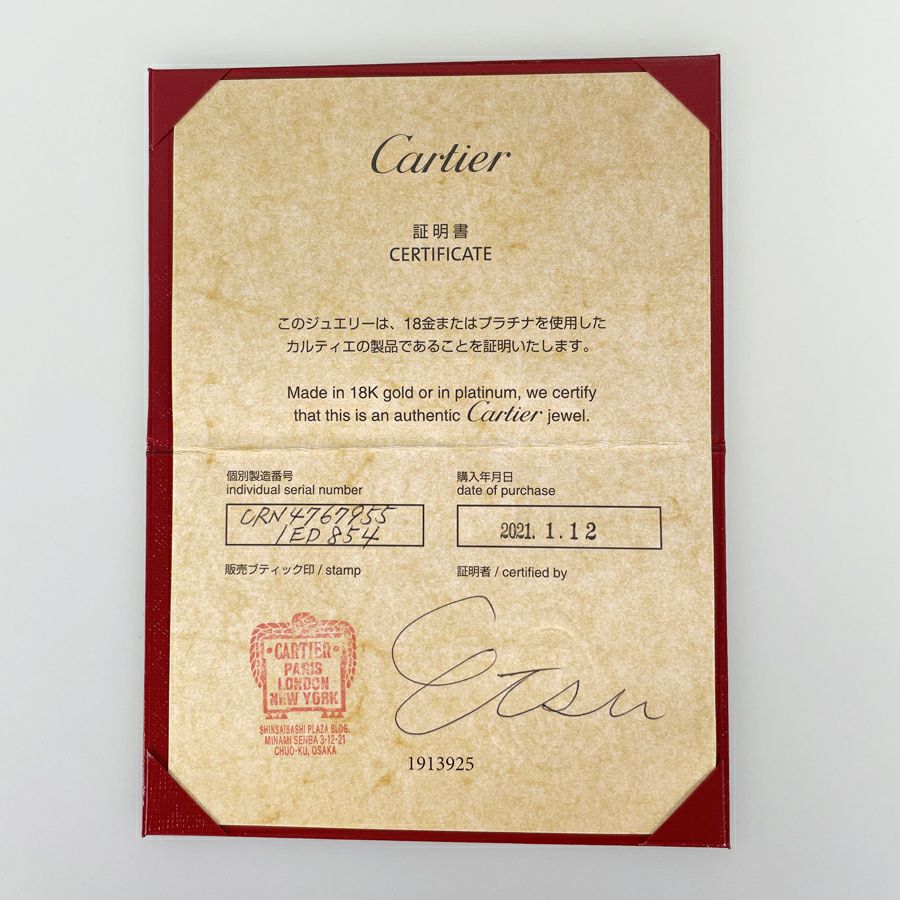 Cartier
証明書
CERTIFICATE
このジュエリーは、18金またはプラチナを使用した
カルティエの製品であることを証明いたします。
Made in 18K gold or in platinum, we certify
that this is an authentic Cartier jewel.
個別製造番号
individual serial number
CRN4767955
1ED854
購入年月日
date of purchase
2021. 1. 12
販売ブティック印 / stamp
CARTIER
PARIS
LONDON
NEW YORK
SHINSAIBASHI PLAZA BLDG.
MINAMI SENBA 3-12-21
CHUO-KU, OSAKA
証明者 / certified by
1913925